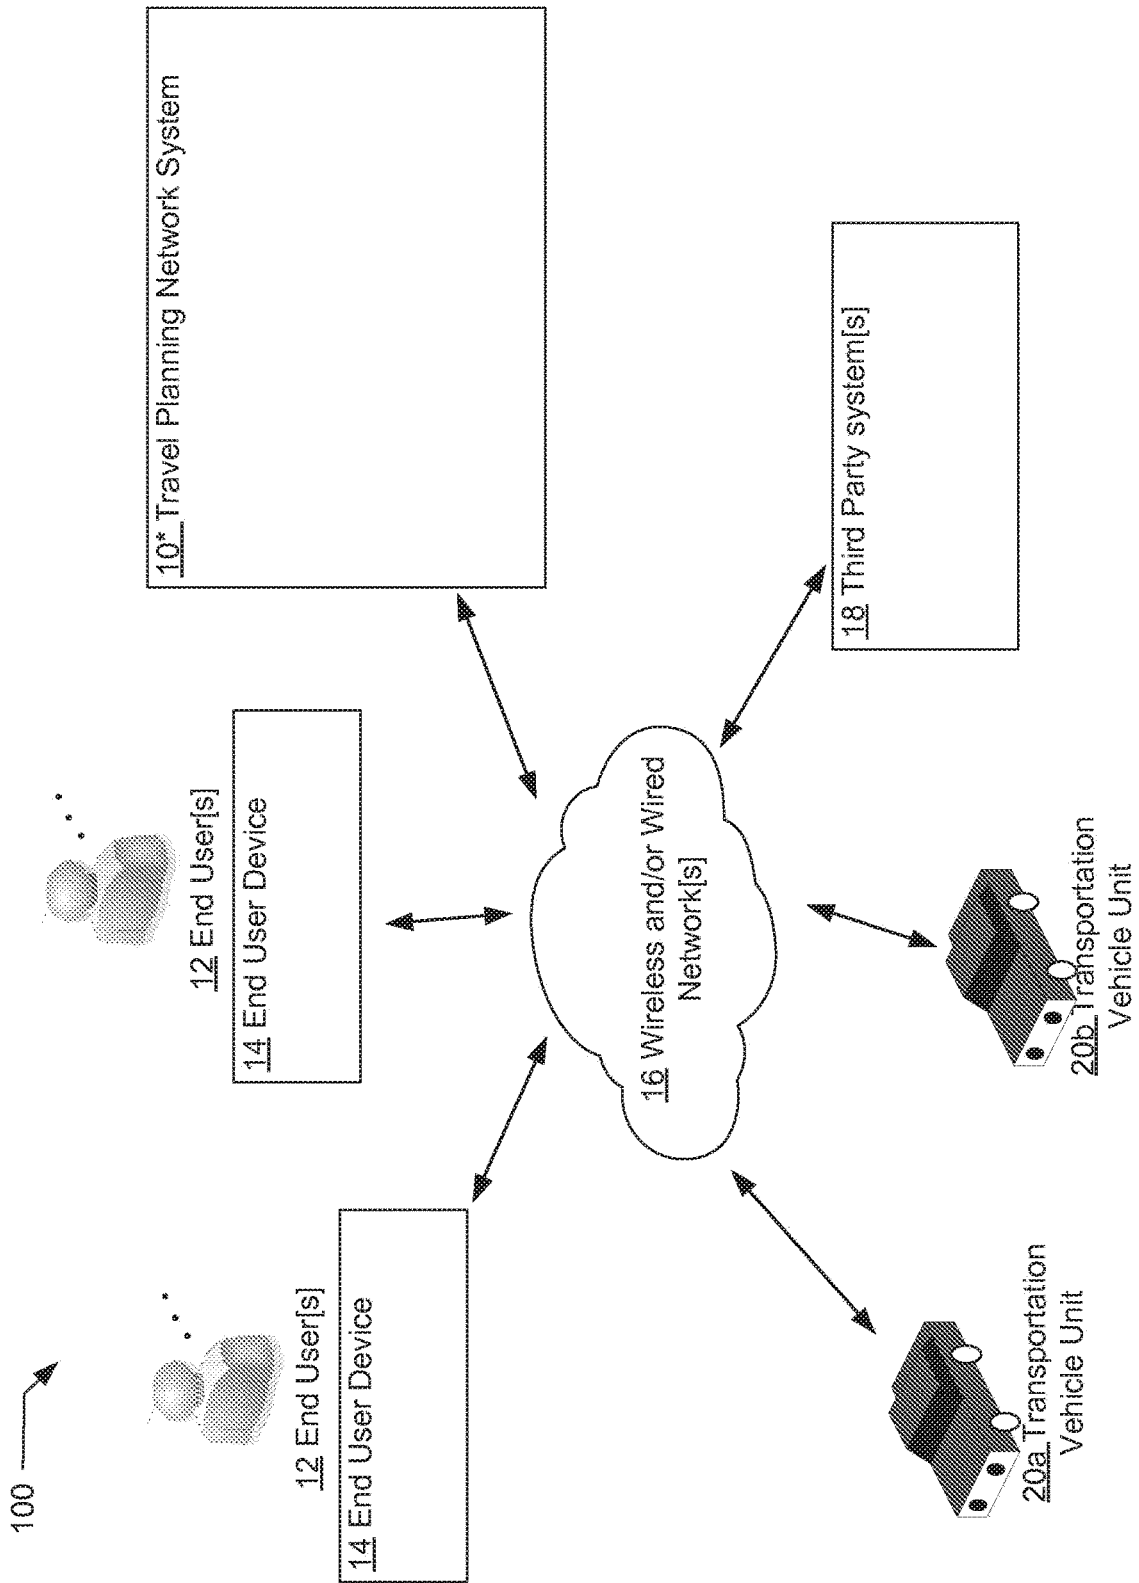 100
12 End User[s]
14 End User Device
12 End User[s]
14 End User Device
10* Travel Planning Network System
16 Wireless and/or Wired
Network[s]
18 Third Party system[s]
20a Transportation
Vehicle Unit
20b Transportation
Vehicle Unit